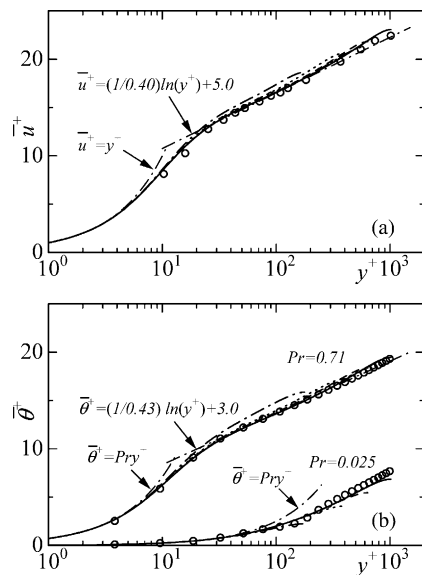 20
u̅⁺=(1/0.40)ln(y⁺)+5.0
u̅⁺
u̅⁺=y⁻
10
(a)
0
10⁰ 10¹ 10² y⁺ 10³
20
Pr=0.71
θ̅⁺
θ̅⁺=(1/0.43) ln(y⁺)+3.0
10
θ̅⁺=Pry⁻
Pr=0.025
θ̅⁺=Pry⁻
(b)
0
10⁰ 10¹ 10² y⁺ 10³